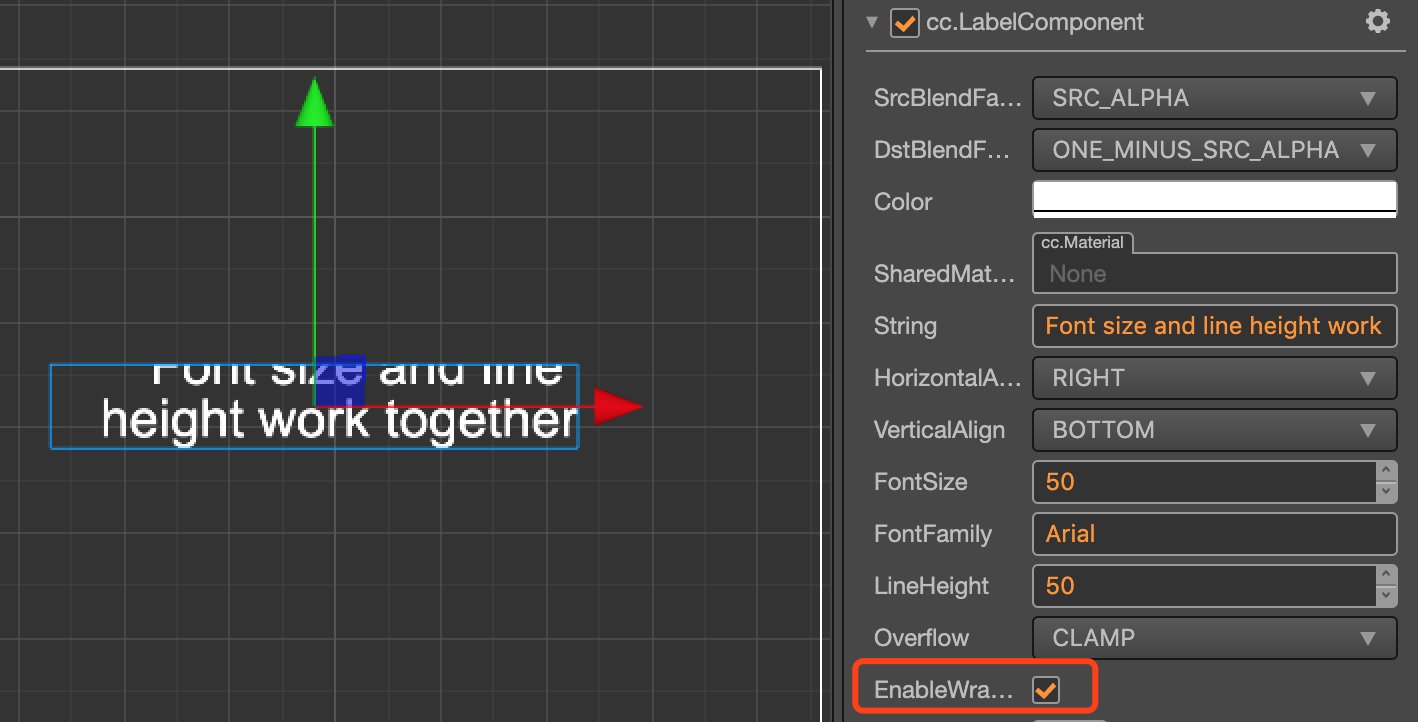 cc.LabelComponent
SrcBlendFa...
SRC_ALPHA
DstBlendF...
ONE_MINUS_SRC_ALPHA
Color
cc.Material
SharedMat...
None
String
Font size and line height work
HorizontalA...
RIGHT
VerticalAlign
BOTTOM
FontSize
50
FontFamily
Arial
LineHeight
50
Overflow
CLAMP
EnableWra...
Font size and line
height work together